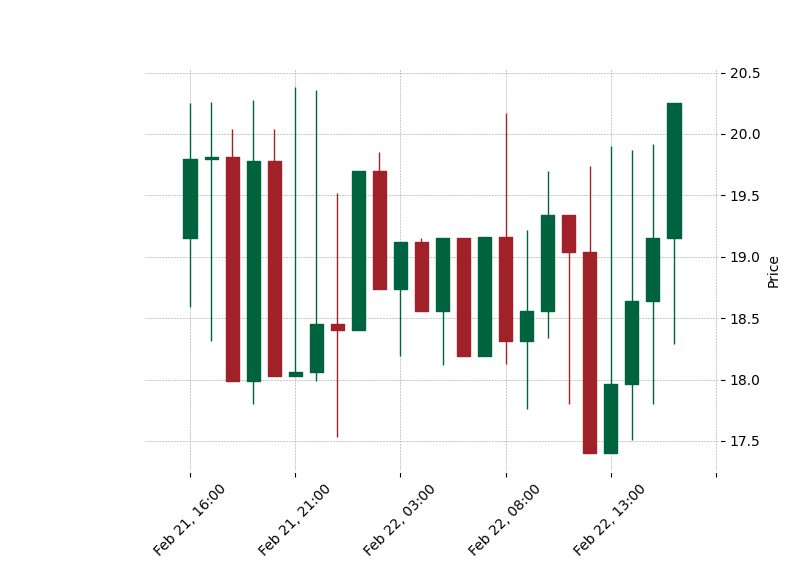 20.5
20.0
19.5
19.0
18.5
18.0
17.5
Price
Feb 21, 16:00
Feb 21, 21:00
Feb 22, 03:00
Feb 22, 08:00
Feb 22, 13:00